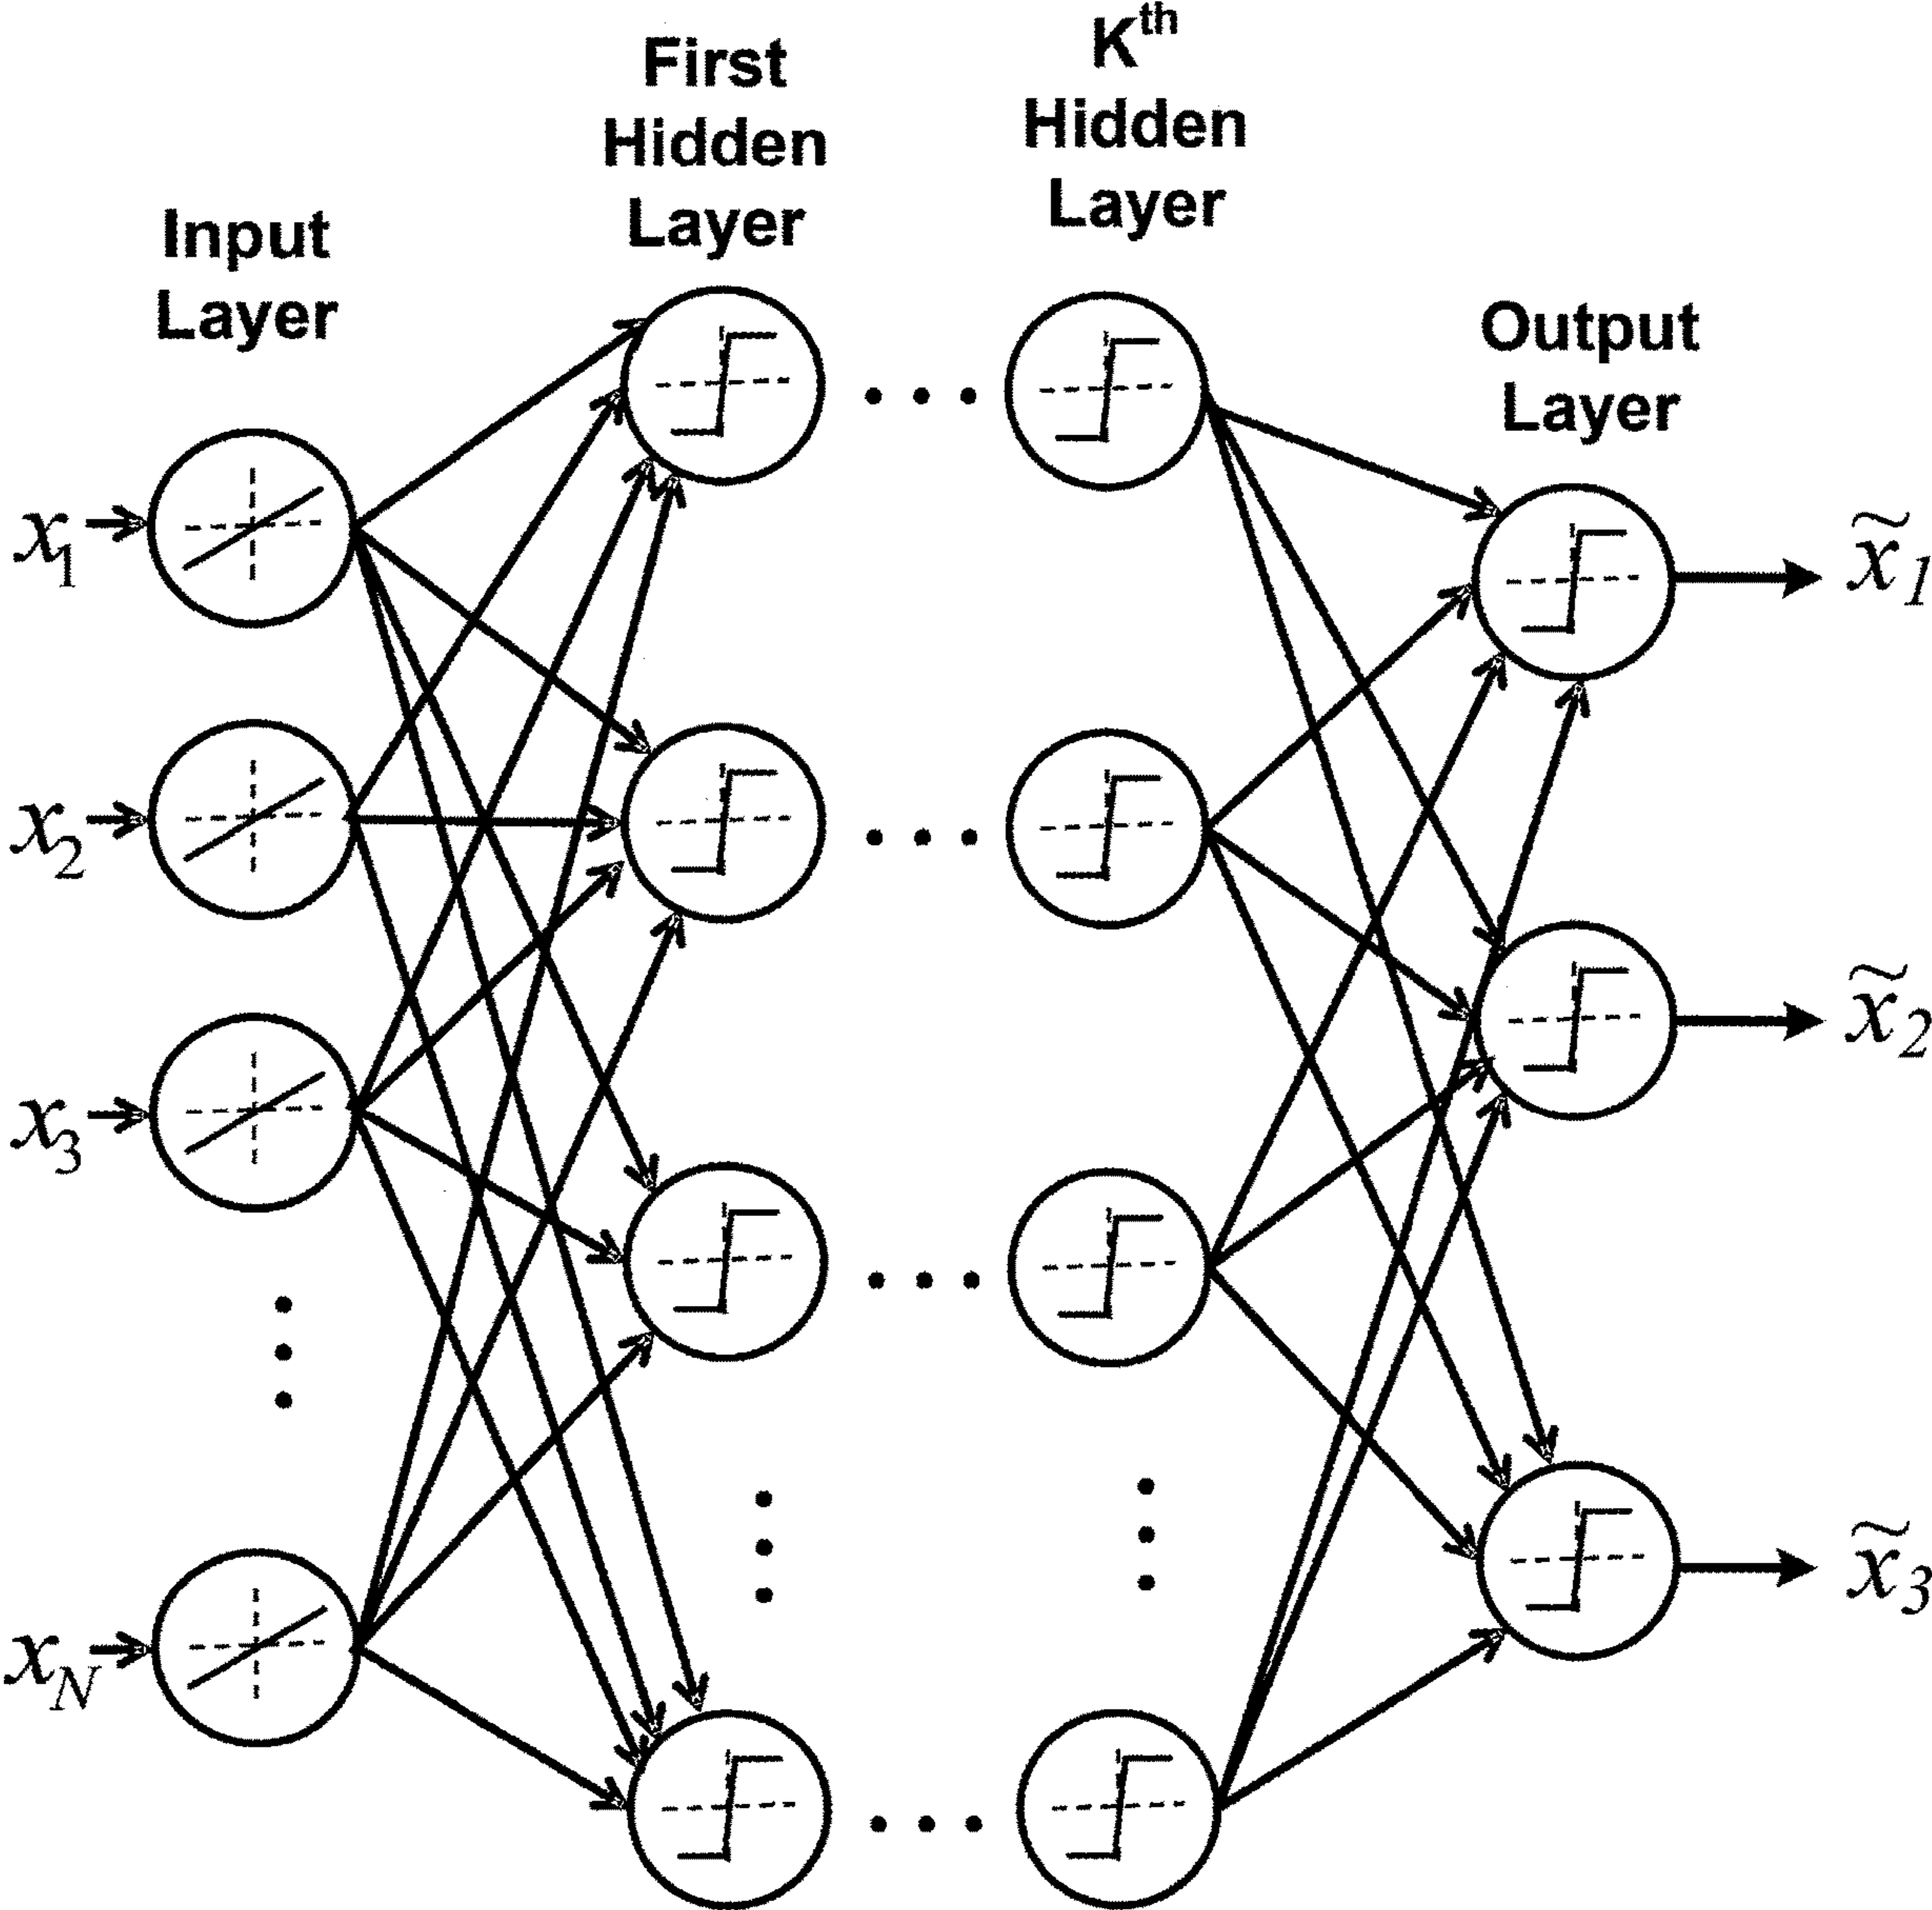 Input
Layer
First
Hidden
Layer
Kth
Hidden
Layer
Output
Layer
x1
x2
x3
xN
x̃1
x̃2
x̃3